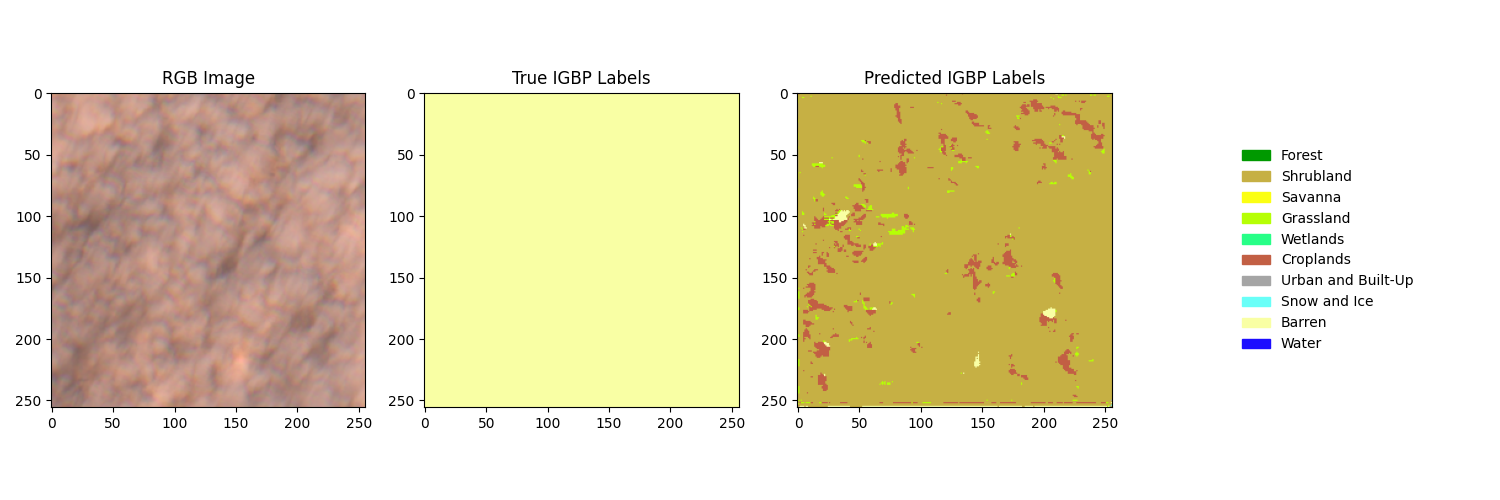 RGB Image
0
50
100
150
200
250
0 50 100 150 200 250
True IGBP Labels
0
50
100
150
200
250
0 50 100 150 200 250
Predicted IGBP Labels
0
50
100
150
200
250
0 50 100 150 200 250
Forest
Shrubland
Savanna
Grassland
Wetlands
Croplands
Urban and Built-Up
Snow and Ice
Barren
Water